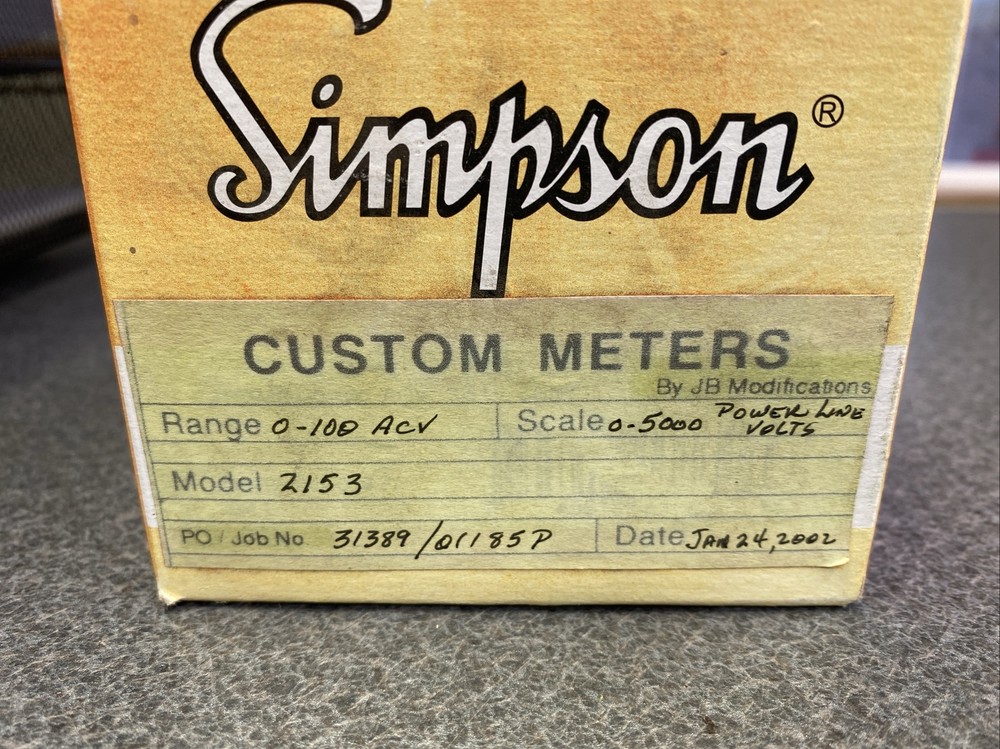 Simpson®
CUSTOM METERS
By JB Modifications
Range 0-100 ACV Scale 0-5000 POWER LINE VOLTS
Model 2153
PO / Job No 31389/01185P Date JAN 24, 2002